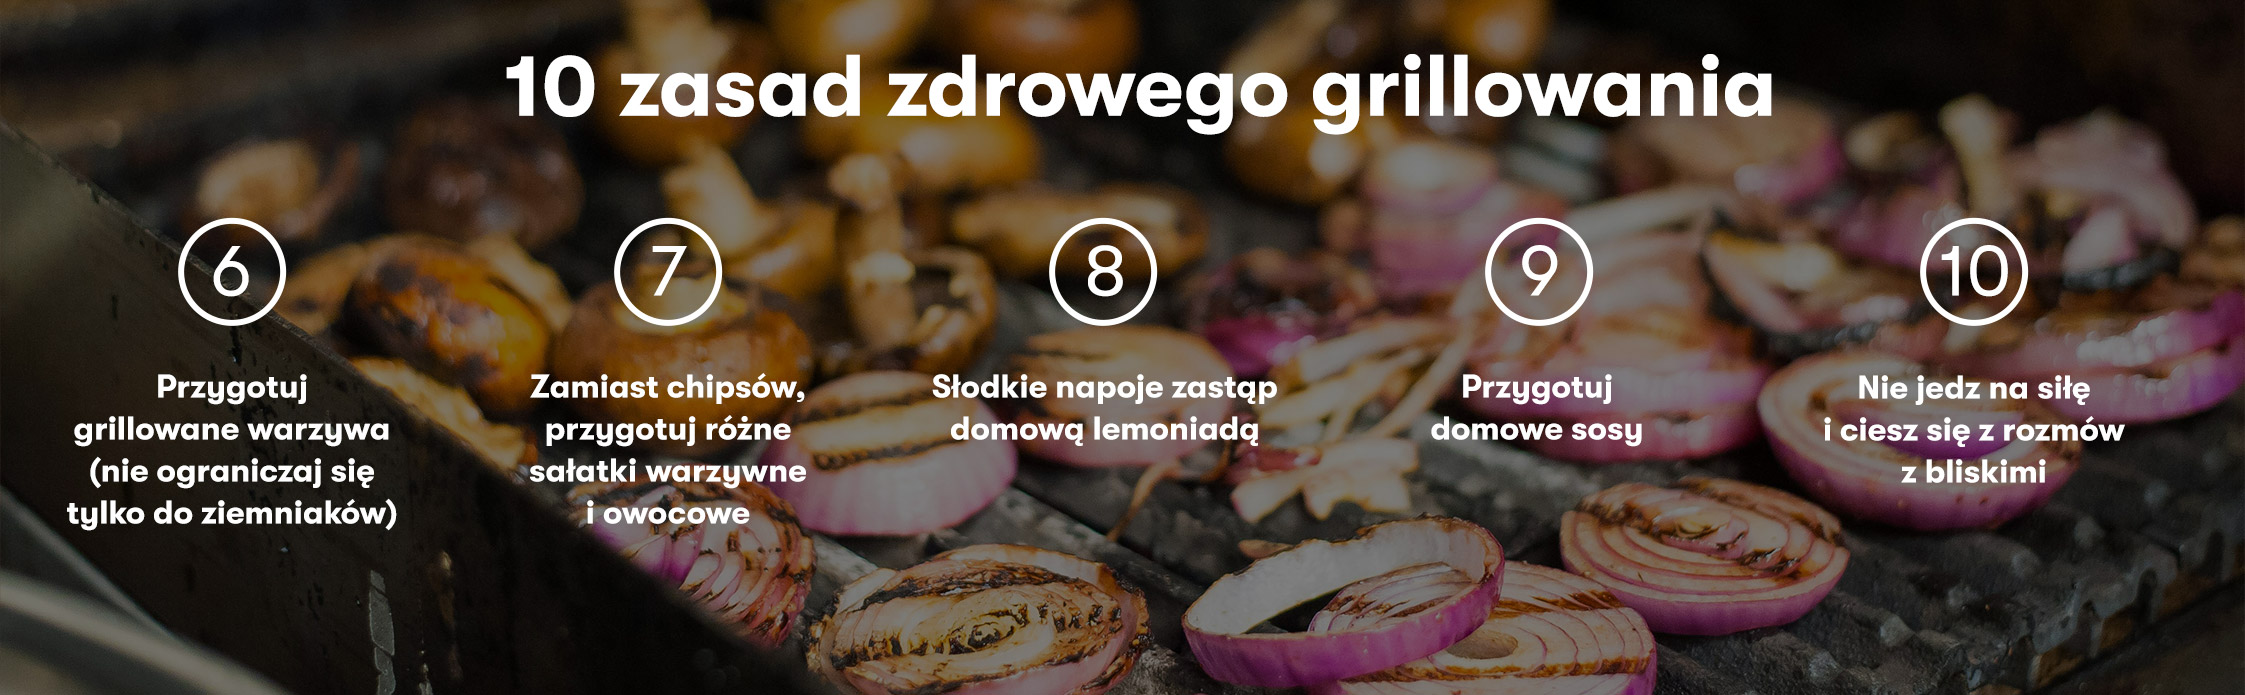 10 zasad zdrowego grillowania
6
Przygotuj
grillowane warzywa
(nie ograniczaj się
tylko do ziemniaków)
7
Zamiast chipsów,
przygotuj różne
sałatki warzywne
i owocowe
8
Słodkie napoje zastąp
domową lemoniadą
9
Przygotuj
domowe sosy
10
Nie jedz na siłę
i ciesz się z rozmów
z bliskimi